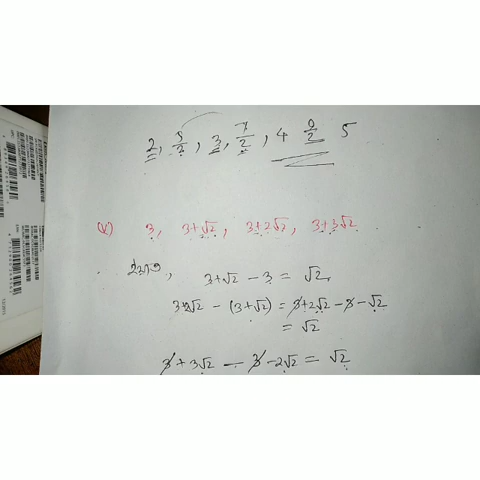 2, 5/2, 3, 7/2, 4 9/2 5
(v) 3, 3+√2, 3+2√2, 3+3√2
3+√2 - 3 = √2,
3+2√2 - (3+√2) = 3+2√2-3-√2
= √2
3+3√2 - 3-2√2 = √2